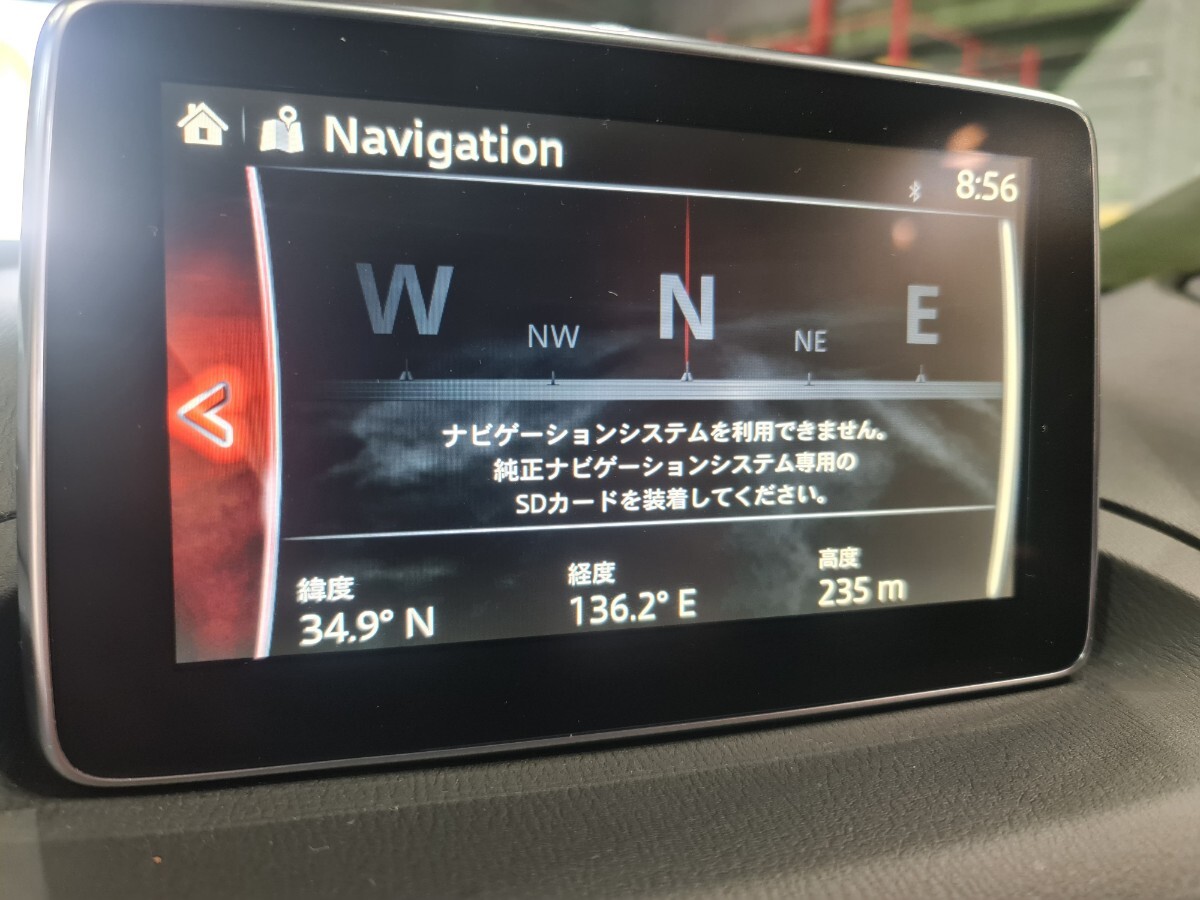 Navigation
8:56
W NW N NE E
ナビゲーションシステムを利用できません。
純正ナビゲーションシステム専用の
SDカードを装着してください。
緯度 経度 高度
34.9° N 136.2° E 235 m